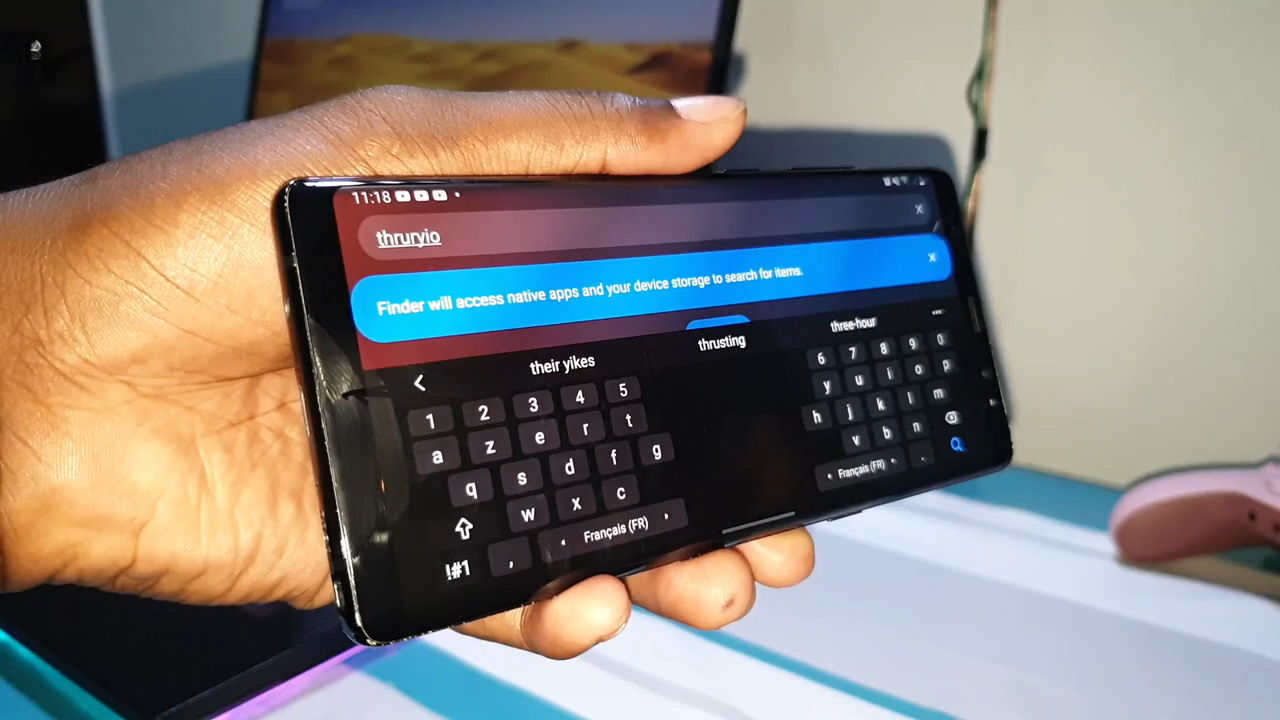 11:18
thruryio
Finder will access native apps and your device storage to search for items.
their yikes thrusting three-hour
1 2 3 4 5 6 7 8 9 0
a z e r t y u i o p
q s d f g h j k l m
w x c v b n
!#1 , Français (FR) Français (FR) .